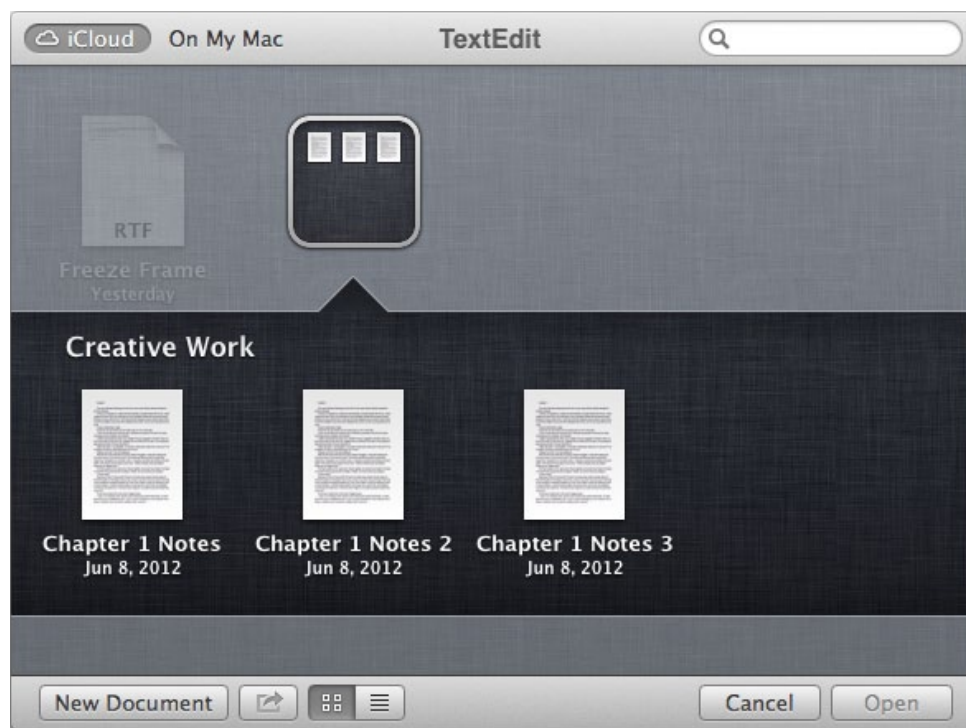 iCloud On My Mac TextEdit
RTF
Freeze Frame
Yesterday
Creative Work
Chapter 1 Notes Chapter 1 Notes 2 Chapter 1 Notes 3
Jun 8, 2012 Jun 8, 2012 Jun 8, 2012
New Document Cancel Open